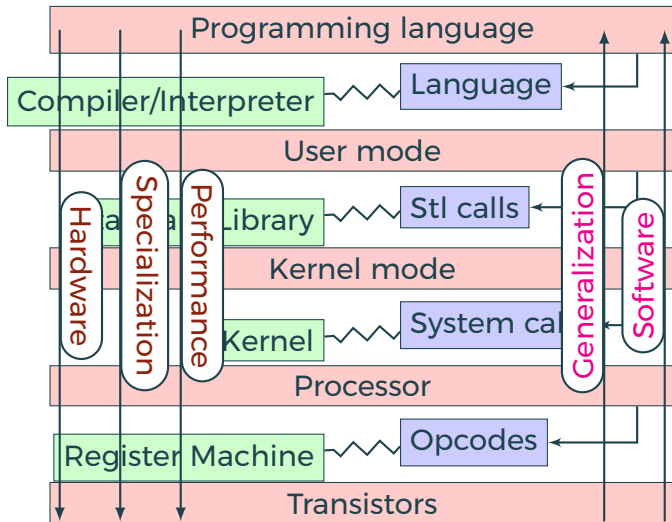 Programming language
Language
Compiler/Interpreter
User mode
Stl calls
Library
Kernel mode
System
Kernel
Processor
Opcodes
Register Machine
Transistors
Hardware
Specialization
Performance
Generalization
Software